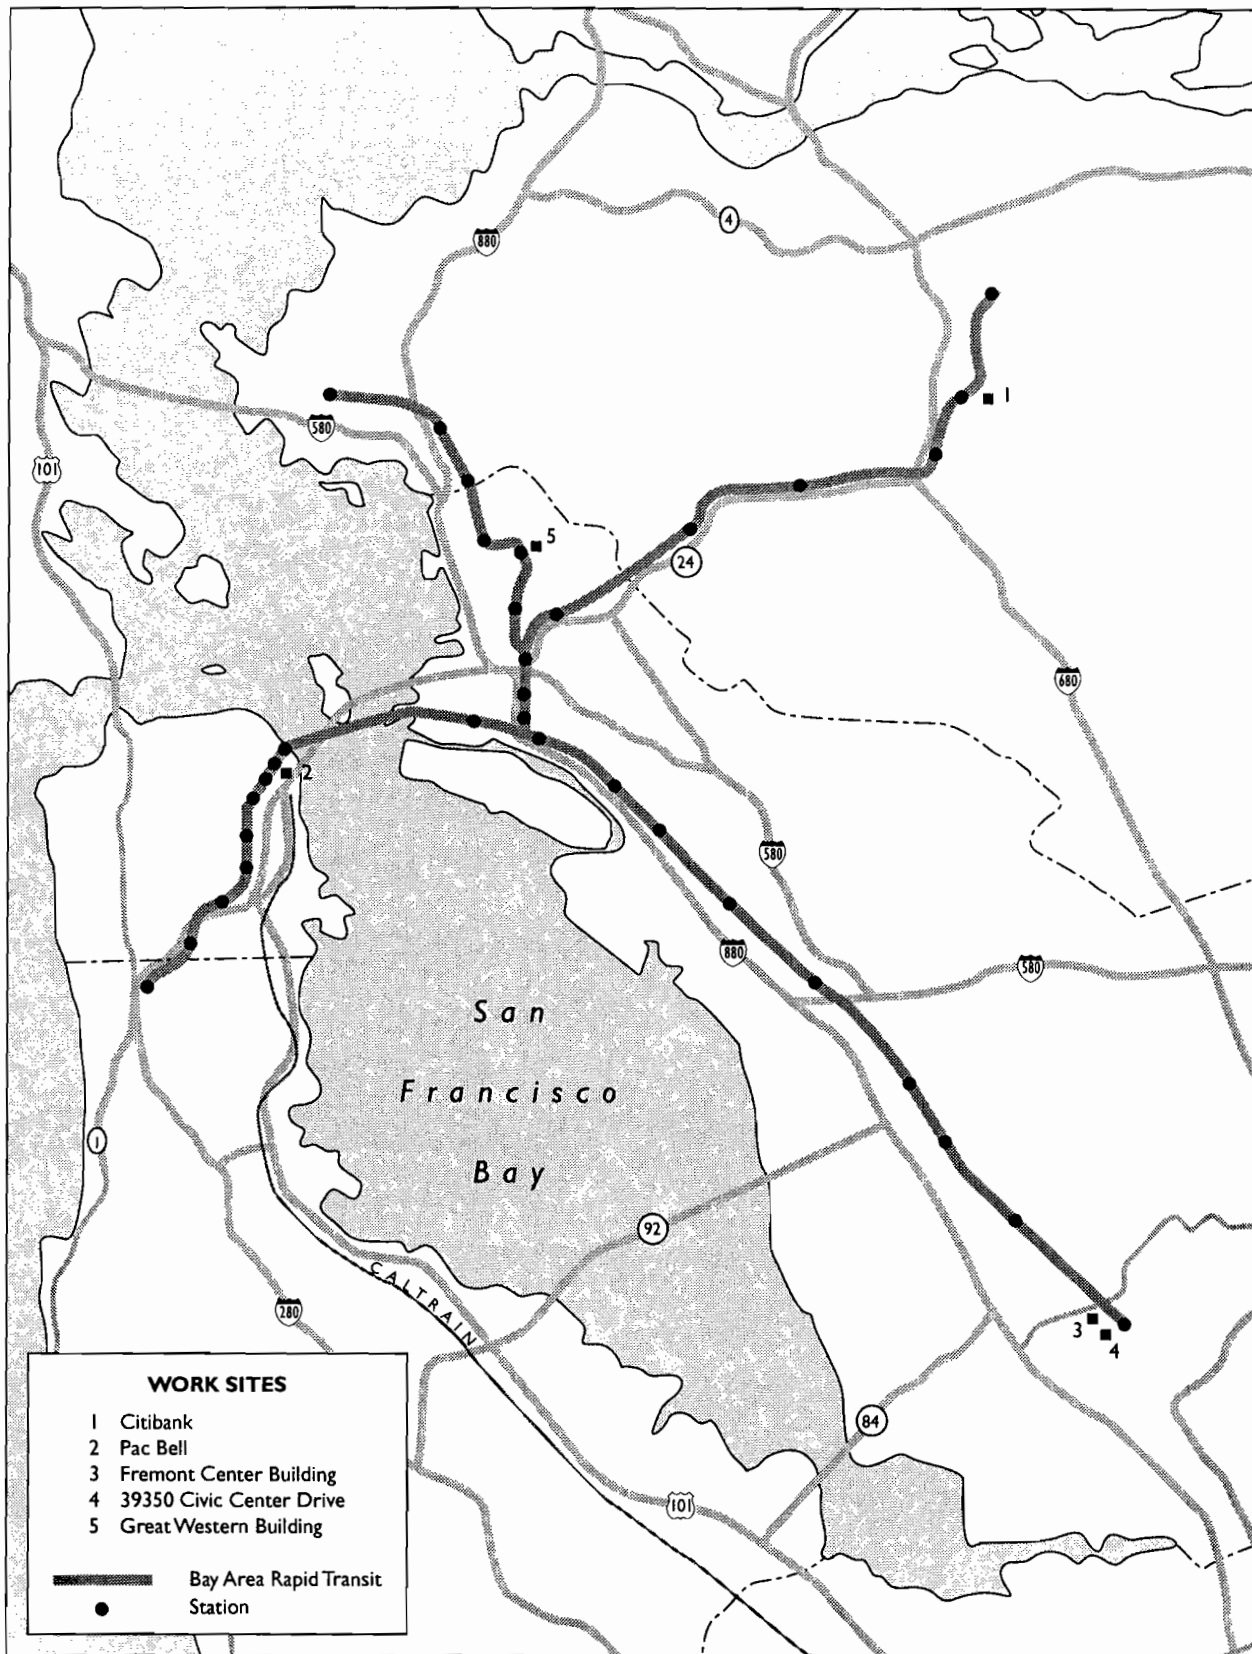 4
880
1
580
101
5
24
680
2
580
880
580
San
Francisco
Bay
1
92
CALTRAIN
280
3
4
84
101
WORK SITES
1 Citibank
2 Pac Bell
3 Fremont Center Building
4 39350 Civic Center Drive
5 Great Western Building
Bay Area Rapid Transit
Station